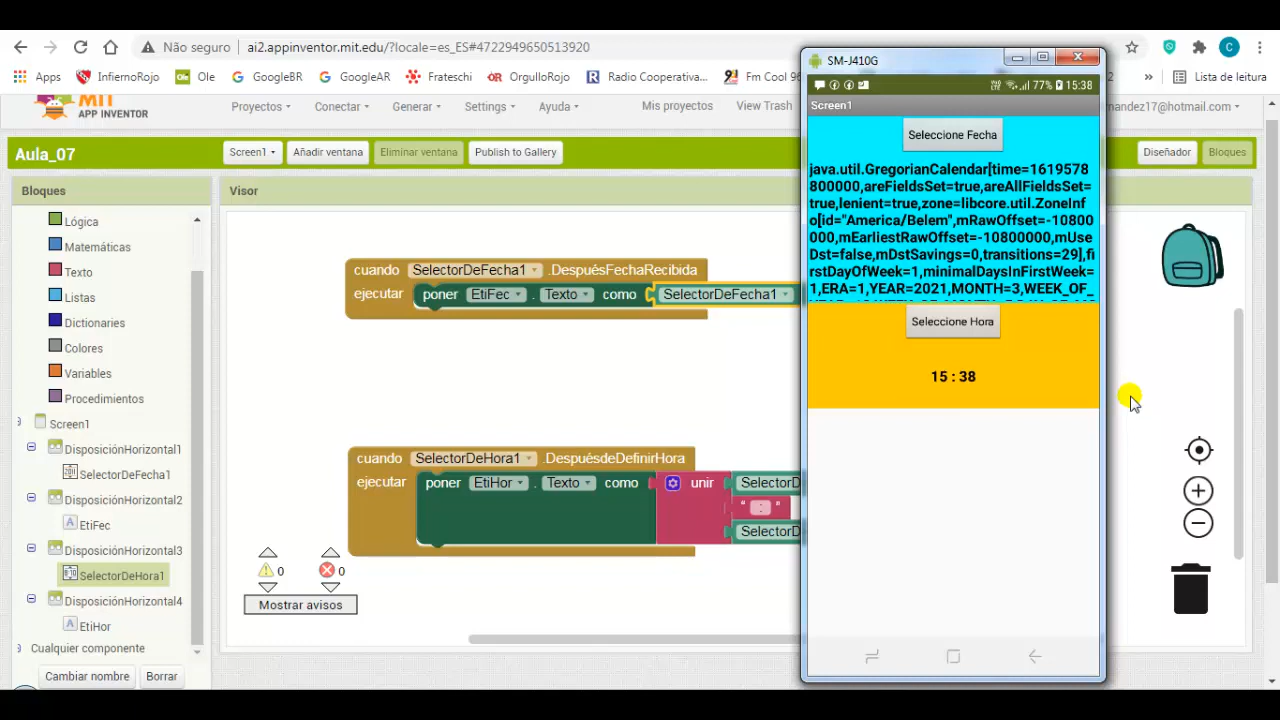 Não seguro | ai2.appinventor.mit.edu/?locale=es_ES#4722949650513920
C
Apps InfiernoRojo Ole GoogleBR GoogleAR Frateschi OrgulloRojo Radio Cooperativa... Fm Cool 96 » Lista de leitura
MIT
APP INVENTOR
Proyectos Conectar Generar Settings Ayuda Mis proyectos View Trash nandez17@hotmail.com
Aula_07
Screen1 Añadir ventana Eliminar ventana Publish to Gallery Diseñador Bloques
Bloques
Lógica
Matemáticas
Texto
Listas
Dictionaries
Colores
Variables
Procedimientos
Screen1
DisposiciónHorizontal1
SelectorDeFecha1
DisposiciónHorizontal2
A EtiFec
DisposiciónHorizontal3
SelectorDeHora1
DisposiciónHorizontal4
A EtiHor
Cualquier componente
Cambiar nombre Borrar
Visor
cuando SelectorDeFecha1 .DespuésFechaRecibida
ejecutar poner EtiFec . Texto como SelectorDeFecha1
cuando SelectorDeHora1 .DespuésdeDefinirHora
ejecutar poner EtiHor . Texto como unir SelectorD
" : "
SelectorD
0 0
Mostrar avisos
SM-J410G
77% 15:38
Screen1
Seleccione Fecha
java.util.GregorianCalendar[time=1619578
800000,areFieldsSet=true,areAllFieldsSet=
true,lenient=true,zone=libcore.util.ZoneInf
o[id="America/Belem",mRawOffset=-10800
000,mEarliestRawOffset=-10800000,mUse
Dst=false,mDstSavings=0,transitions=29],fi
rstDayOfWeek=1,minimalDaysInFirstWeek=
1,ERA=1,YEAR=2021,MONTH=3,WEEK_OF_
Seleccione Hora
15 : 38